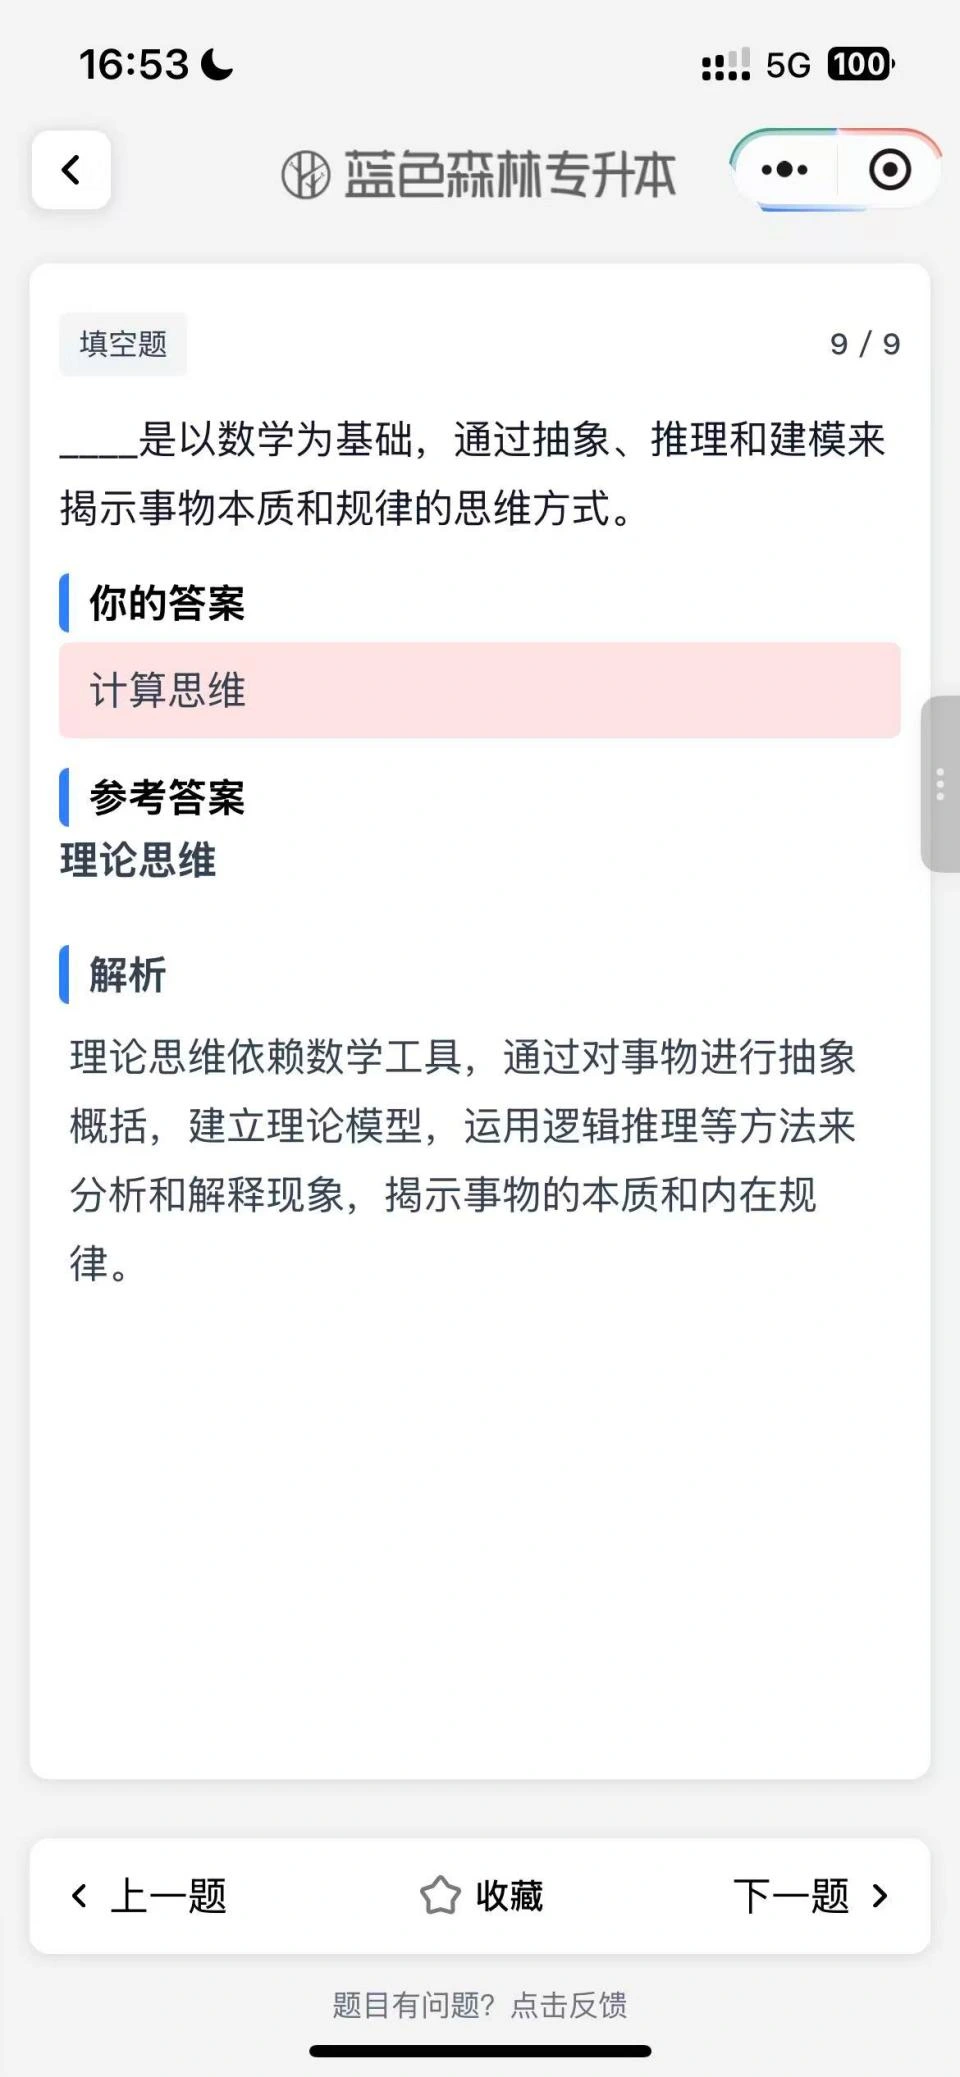 16:53
5G 100
蓝色森林专升本
填空题
9 / 9
____是以数学为基础，通过抽象、推理和建模来
揭示事物本质和规律的思维方式。
你的答案
计算思维
参考答案
理论思维
解析
理论思维依赖数学工具，通过对事物进行抽象
概括，建立理论模型，运用逻辑推理等方法来
分析和解释现象，揭示事物的本质和内在规
律。
上一题
收藏
下一题
题目有问题？点击反馈